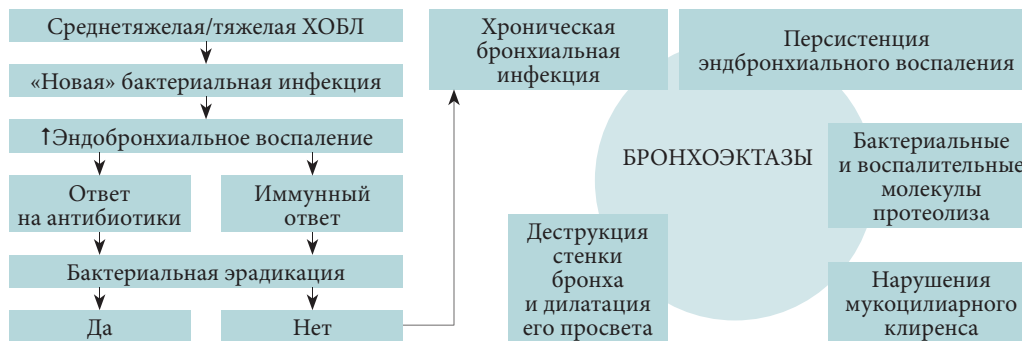 Среднетяжелая/тяжелая ХОБЛ
«Новая» бактериальная инфекция
↑Эндобронхиальное воспаление
Ответ
на антибиотики
Иммунный
ответ
Бактериальная эрадикация
Да
Нет
Хроническая
бронхиальная
инфекция
Персистенция
эндбронхиального воспаления
БРОНХОЭКТАЗЫ
Бактериальные
и воспалительные
молекулы
протеолиза
Деструкция
стенки
бронха
и дилатация
его просвета
Нарушения
мукоцилиарного
клиренса